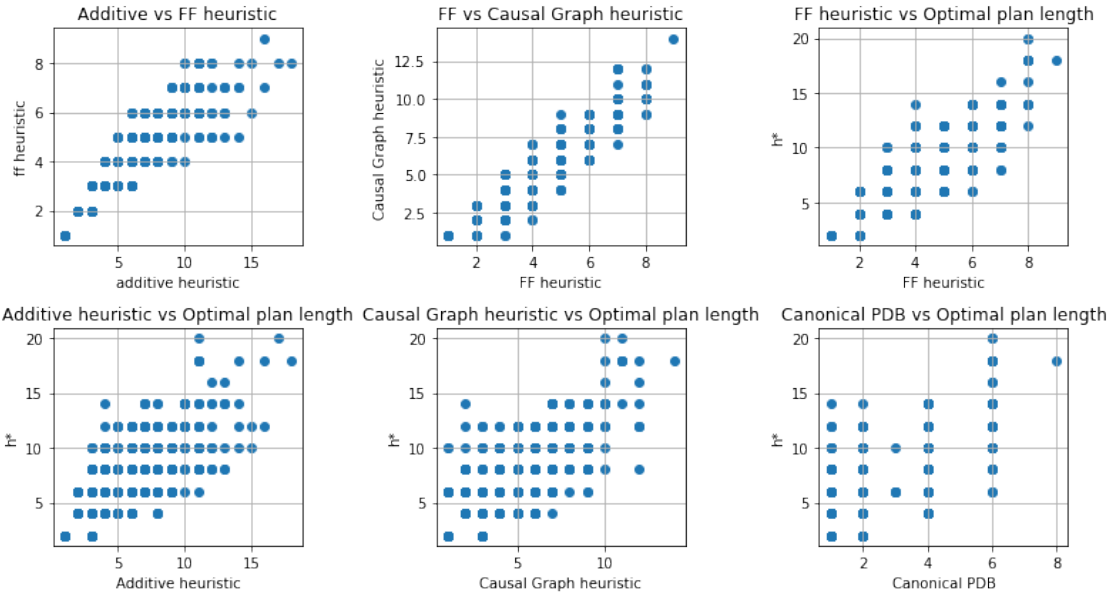 Additive vs FF heuristic
8
6
4
2
ff heuristic
5
10
15
additive heuristic
FF vs Causal Graph heuristic
12.5
10.0
7.5
5.0
2.5
Causal Graph heuristic
2
4
6
8
FF heuristic
FF heuristic vs Optimal plan length
20
15
10
5
h*
2
4
6
8
FF heuristic
Additive heuristic vs Optimal plan length
20
15
10
5
h*
5
10
15
Additive heuristic
Causal Graph heuristic vs Optimal plan length
20
15
10
5
h*
5
10
Causal Graph heuristic
Canonical PDB vs Optimal plan length
20
15
10
5
h*
2
4
6
8
Canonical PDB